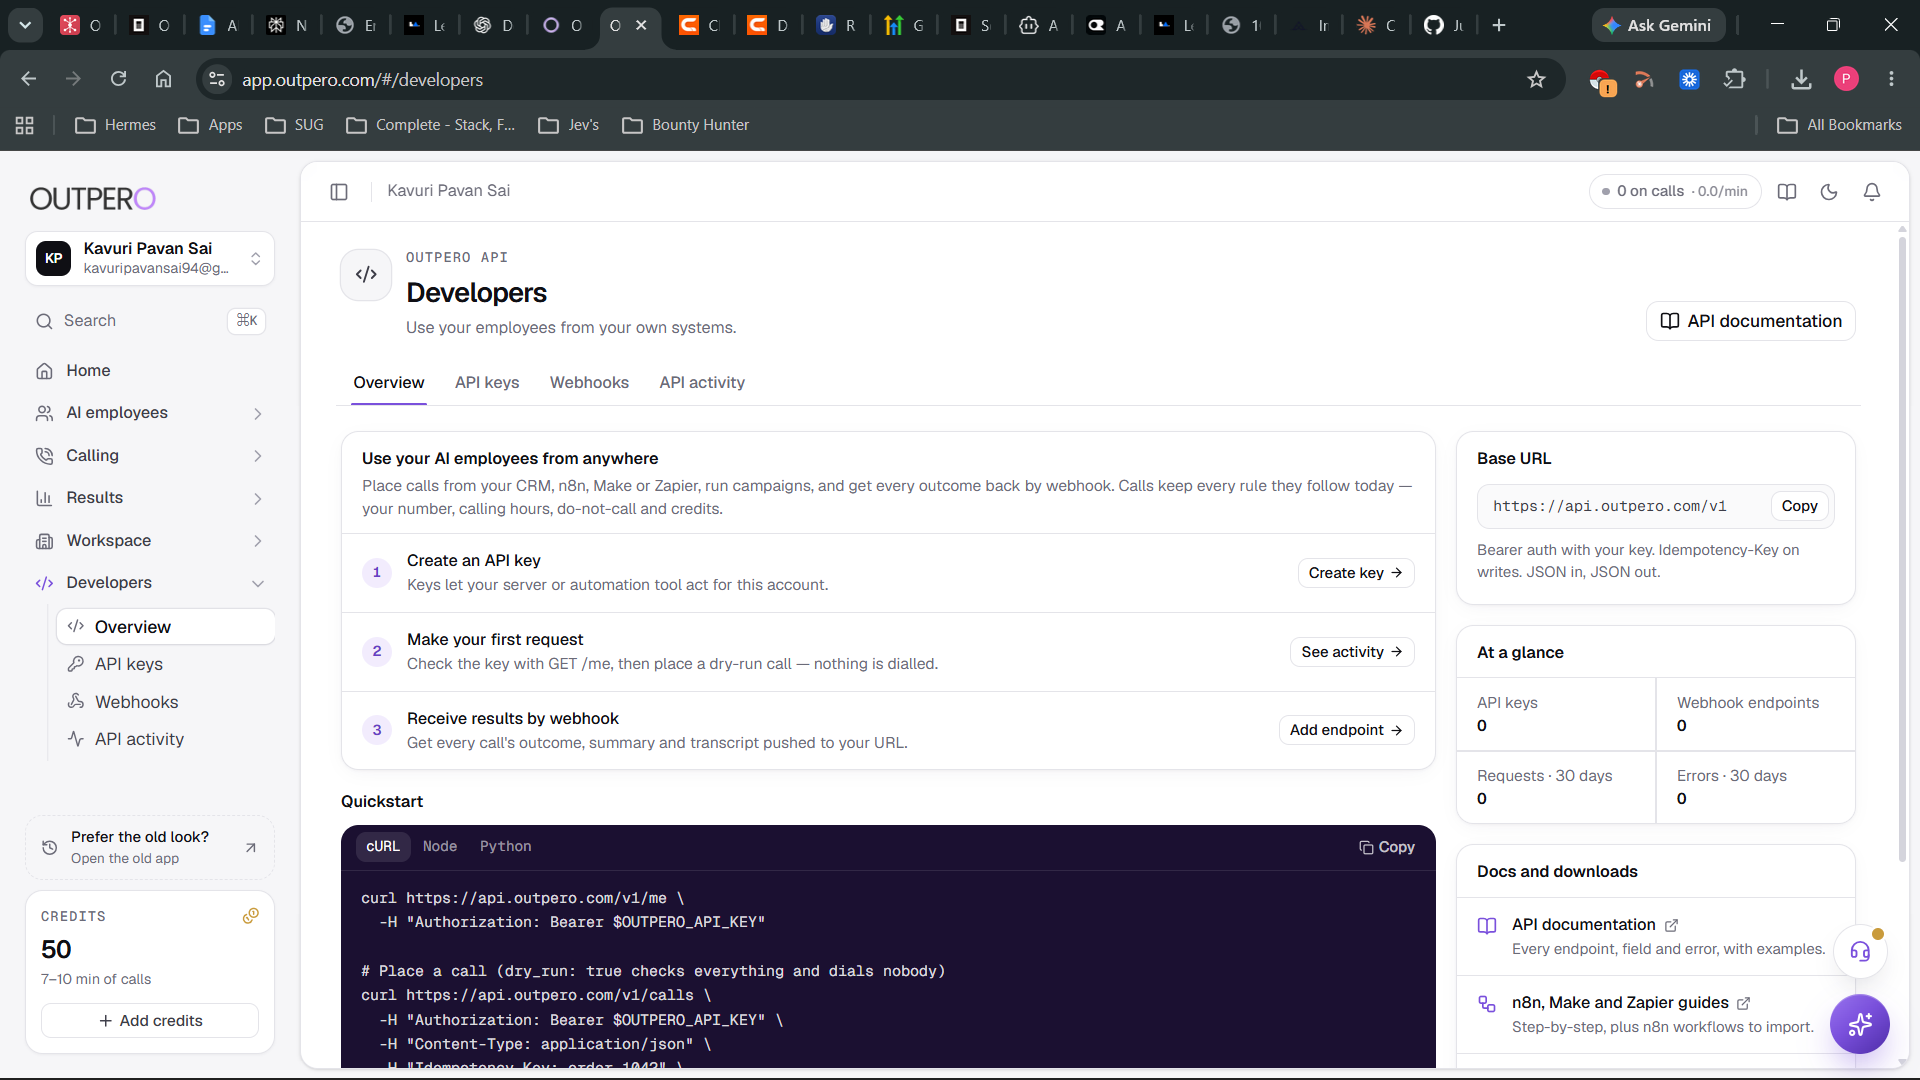 Ask Gemini
app.outpero.com/#/developers
Hermes
Apps
SUG
Complete - Stack, F...
Jev's
Bounty Hunter
All Bookmarks
OUTPERO
KP
Kavuri Pavan Sai
kavuripavansai94@g...
Search
⌘K
Home
AI employees
Calling
Results
Workspace
Developers
Overview
API keys
Webhooks
API activity
Prefer the old look?
Open the old app
CREDITS
50
7–10 min of calls
+ Add credits
Kavuri Pavan Sai
0 on calls · 0.0/min
OUTPERO API
Developers
Use your employees from your own systems.
API documentation
Overview
API keys
Webhooks
API activity
Use your AI employees from anywhere
Place calls from your CRM, n8n, Make or Zapier, run campaigns, and get every outcome back by webhook. Calls keep every rule they follow today —
your number, calling hours, do-not-call and credits.
1
Create an API key
Keys let your server or automation tool act for this account.
Create key →
2
Make your first request
Check the key with GET /me, then place a dry-run call — nothing is dialled.
See activity →
3
Receive results by webhook
Get every call's outcome, summary and transcript pushed to your URL.
Add endpoint →
Quickstart
cURL
Node
Python
Copy
curl https://api.outpero.com/v1/me \
-H "Authorization: Bearer $OUTPERO_API_KEY"
# Place a call (dry_run: true checks everything and dials nobody)
curl https://api.outpero.com/v1/calls \
-H "Authorization: Bearer $OUTPERO_API_KEY" \
-H "Content-Type: application/json" \
-H "Idempotency-Key: order-1042" \
Base URL
https://api.outpero.com/v1
Copy
Bearer auth with your key. Idempotency-Key on
writes. JSON in, JSON out.
At a glance
API keys
0
Webhook endpoints
0
Requests · 30 days
0
Errors · 30 days
0
Docs and downloads
API documentation
Every endpoint, field and error, with examples.
n8n, Make and Zapier guides
Step-by-step, plus n8n workflows to import.